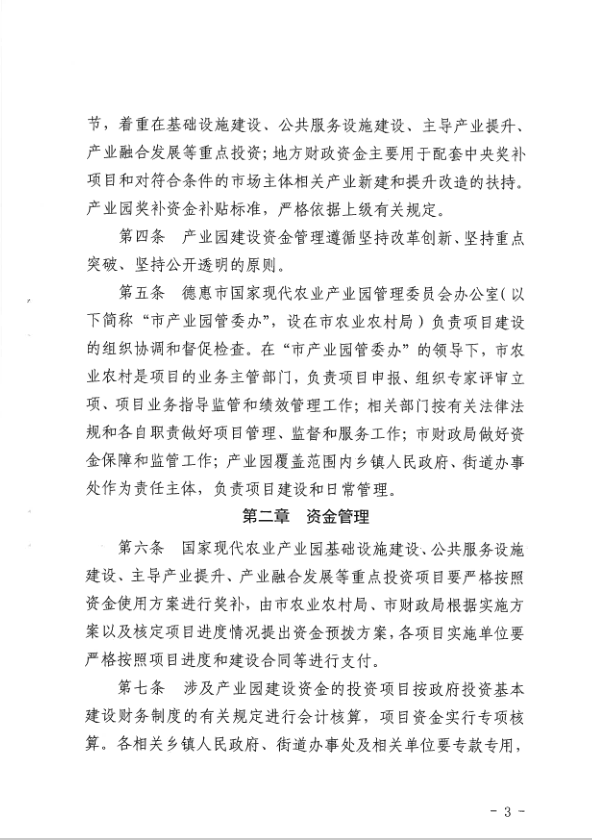 节，着重在基础设施建设、公共服务设施建设、主导产业提升、
产业融合发展等重点投资；地方财政资金主要用于配套中央奖补
项目和对符合条件的市场主体相关产业新建和提升改造的扶持。
产业园奖补资金补贴标准，严格依据上级有关规定。
第四条　产业园建设资金管理遵循坚持改革创新、坚持重点
突破、坚持公开透明的原则。
第五条　德惠市国家现代农业产业园管理委员会办公室（以
下简称“市产业园管委办”，设在市农业农村局）负责项目建设
的组织协调和督促检查。在“市产业园管委办”的领导下，市农
业农村是项目的业务主管部门，负责项目申报、组织专家评审立
项、项目业务指导监管和绩效管理工作；相关部门按有关法律法
规和各自职责做好项目管理、监督和服务工作；市财政局做好资
金保障和监管工作；产业园覆盖范围内乡镇人民政府、街道办事
处作为责任主体，负责项目建设和日常管理。
第二章　资金管理
第六条　国家现代农业产业园基础设施建设、公共服务设施
建设、主导产业提升、产业融合发展等重点投资项目要严格按照
资金使用方案进行奖补，由市农业农村局、市财政局根据实施方
案以及核定项目进度情况提出资金预拨方案，各项目实施单位要
严格按照项目进度和建设合同等进行支付。
第七条　涉及产业园建设资金的投资项目按政府投资基本
建设财务制度的有关规定进行会计核算，项目资金实行专项核
算。各相关乡镇人民政府、街道办事处及相关单位要专款专用，
- 3 -